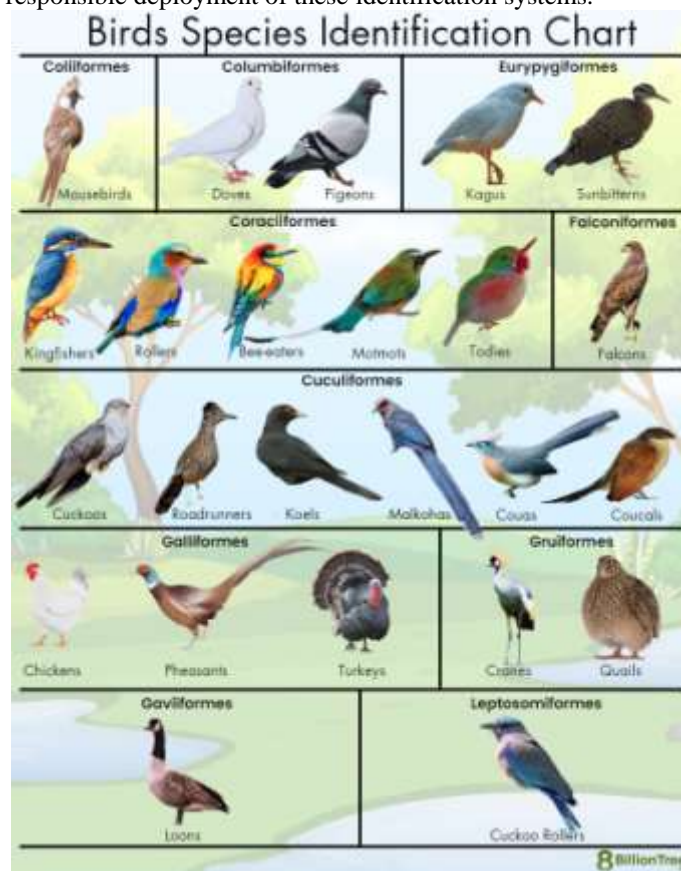 responsible deployment of these identification systems.
Birds Species Identification Chart
Coliiformes
Columbiformes
Eurypygiformes
Mousebirds
Doves
Pigeons
Kagus
Sunbitterns
Coraciiformes
Falconiformes
Kingfishers
Rollers
Bee-eaters
Motmots
Todies
Falcons
Cuculiformes
Cuckoos
Roadrunners
Koels
Malkohas
Couas
Coucals
Galliformes
Gruiformes
Chickens
Pheasants
Turkeys
Cranes
Quails
Gaviiformes
Leptosomiformes
Loons
Cuckoo Rollers
8 Billion Tree